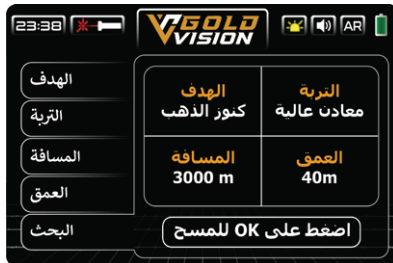 23:38
GOLD
VISION
AR
الهدف
التربة
المسافة
العمق
البحث
التربة
معادن عالية
الهدف
كنوز الذهب
العمق
40m
المسافة
3000 m
اضغط على OK للمسح